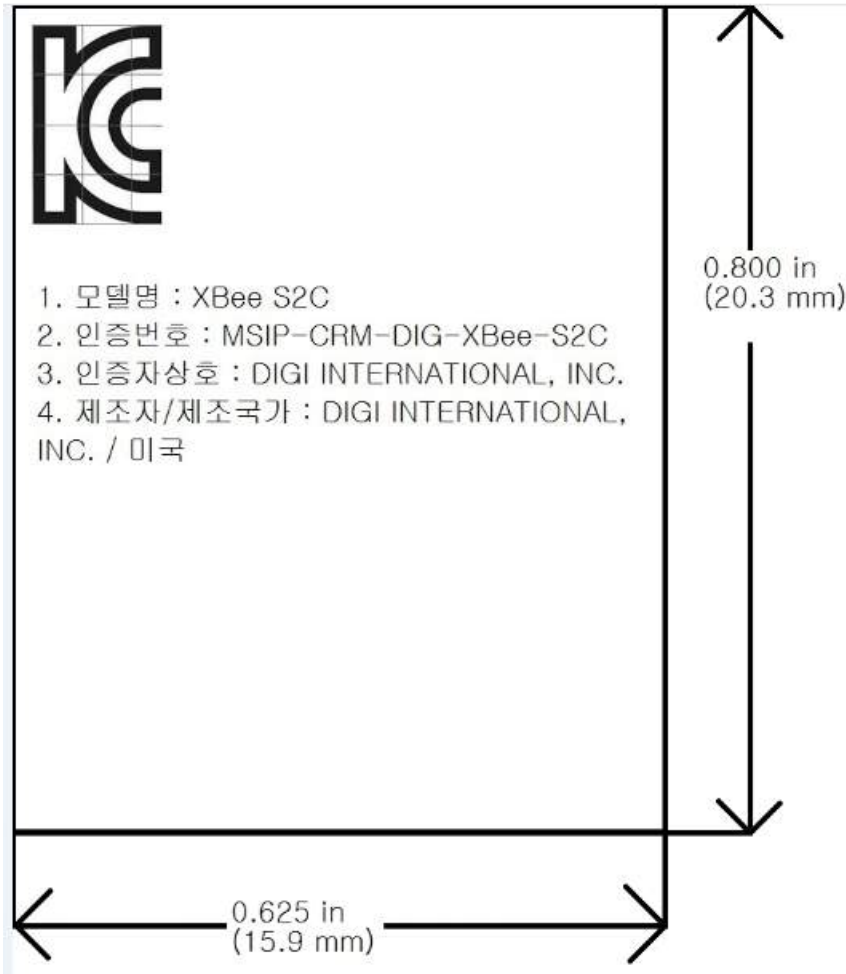 KC
1. 모델명 : XBee S2C
2. 인증번호 : MSIP-CRM-DIG-XBee-S2C
3. 인증자상호 : DIGI INTERNATIONAL, INC.
4. 제조자/제조국가 : DIGI INTERNATIONAL,
INC. / 미국
0.800 in
(20.3 mm)
0.625 in
(15.9 mm)